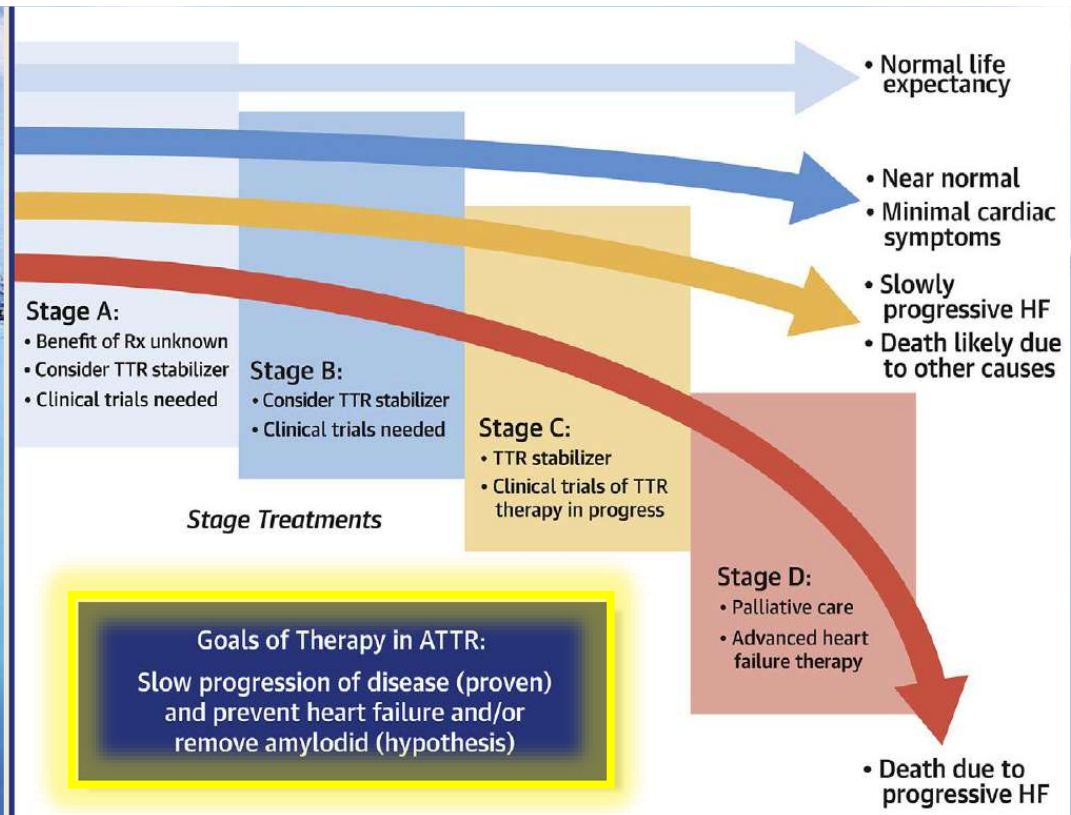 • Normal life
expectancy
• Near normal
• Minimal cardiac
symptoms
• Slowly
progressive HF
• Death likely due
to other causes
Stage A:
• Benefit of Rx unknown
• Consider TTR stabilizer
• Clinical trials needed
Stage B:
• Consider TTR stabilizer
• Clinical trials needed
Stage C:
• TTR stabilizer
• Clinical trials of TTR
therapy in progress
Stage Treatments
Stage D:
• Palliative care
• Advanced heart
failure therapy
Goals of Therapy in ATTR:
Slow progression of disease (proven)
and prevent heart failure and/or
remove amylodid (hypothesis)
• Death due to
progressive HF